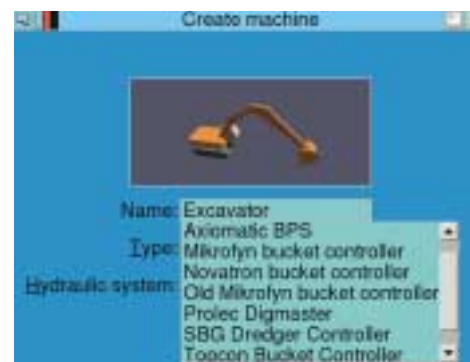 Create machine
Name: Excavator
Type:
Hydraulic system:
Axiomatic BPS
Mikrofyn bucket controller
Novatron bucket controller
Old Mikrofyn bucket controller
Prolec Digmaster
SBG Dredger Controller
Topcon Bucket Controller